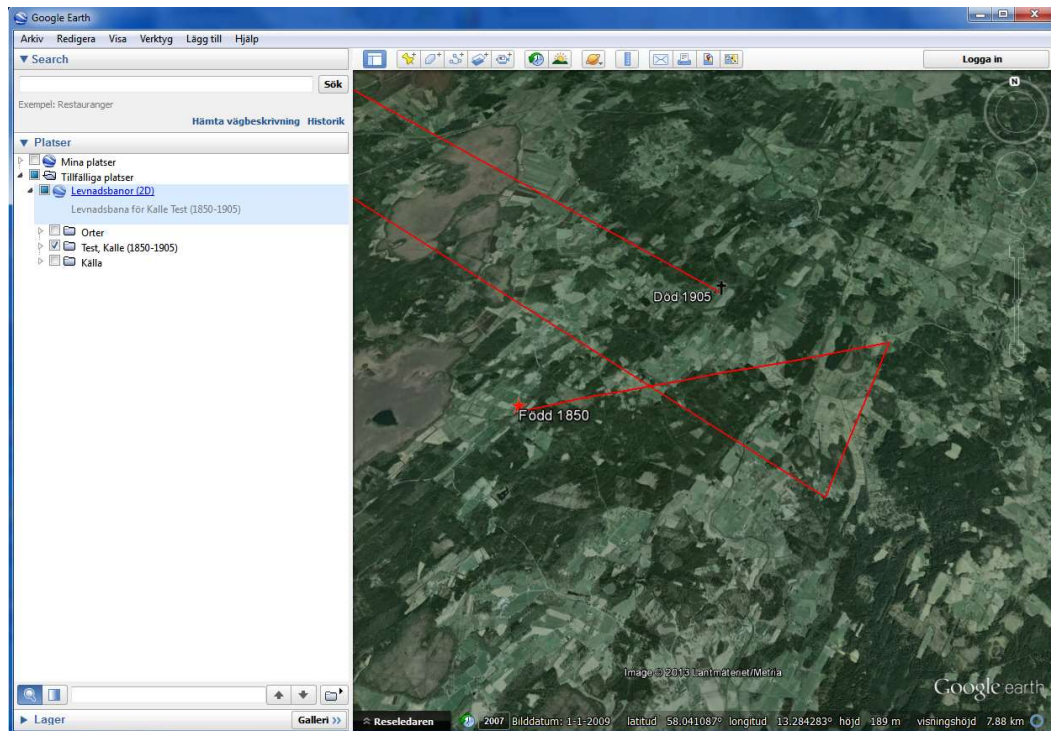 Google Earth
Arkiv Redigera Visa Verktyg Lägg till Hjälp
Search
Sök
Exempel: Restauranger
Hämta vägbeskrivning Historik
Platser
Mina platser
Tillfälliga platser
Levnadsbanor (2D)
Levnadsbana för Kalle Test (1850-1905)
Orter
Test, Kalle (1850-1905)
Källa
Lager
Galleri
Logga in
N
Död 1905
Född 1850
Image © 2013 Lantmäteriet/Metria
Google earth
Reseledaren 2007 Bilddatum: 1-1-2009 latitud 58.041087° longitud 13.284283° höjd 189 m visningshöjd 7.88 km